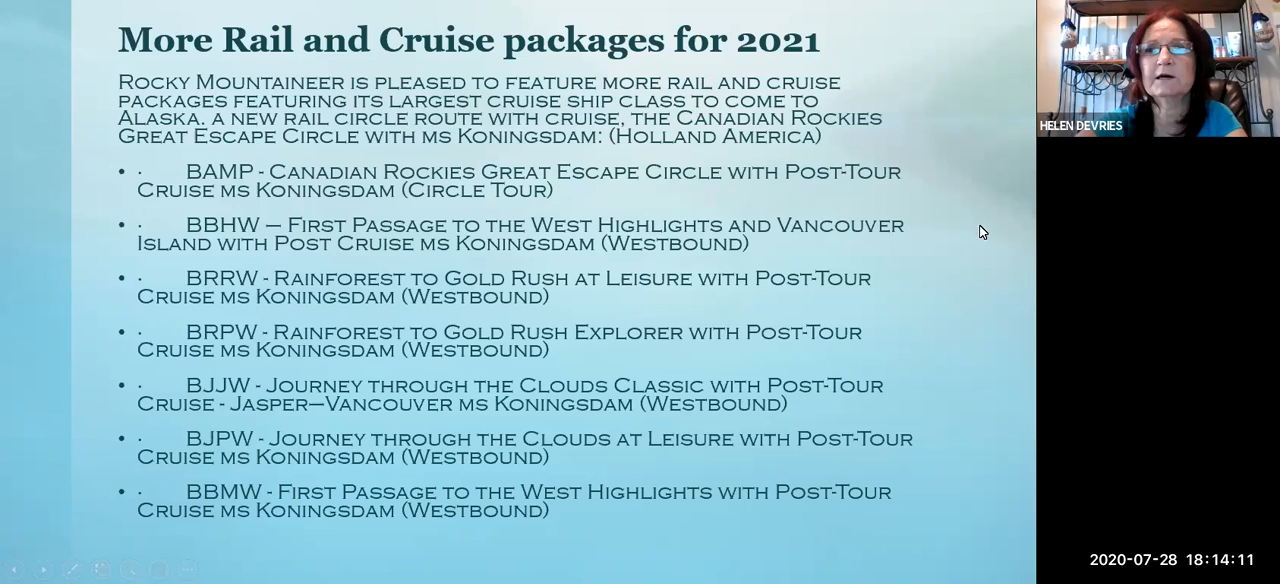 More Rail and Cruise packages for 2021
Rocky Mountaineer is pleased to feature more rail and cruise
packages featuring its largest cruise ship class to come to
Alaska. a new rail circle route with cruise, the Canadian Rockies
Great Escape Circle with ms Koningsdam: (Holland America)
• · BAMP - Canadian Rockies Great Escape Circle with Post-Tour
Cruise ms Koningsdam (Circle Tour)
• · BBHW – First Passage to the West Highlights and Vancouver
Island with Post Cruise ms Koningsdam (Westbound)
• · BRRW - Rainforest to Gold Rush at Leisure with Post-Tour
Cruise ms Koningsdam (Westbound)
• · BRPW - Rainforest to Gold Rush Explorer with Post-Tour
Cruise ms Koningsdam (Westbound)
• · BJJW - Journey through the Clouds Classic with Post-Tour
Cruise - Jasper–Vancouver ms Koningsdam (Westbound)
• · BJPW - Journey through the Clouds at Leisure with Post-Tour
Cruise ms Koningsdam (Westbound)
• · BBMW - First Passage to the West Highlights with Post-Tour
Cruise ms Koningsdam (Westbound)
HELEN DEVRIES
2020-07-28 18:14:11